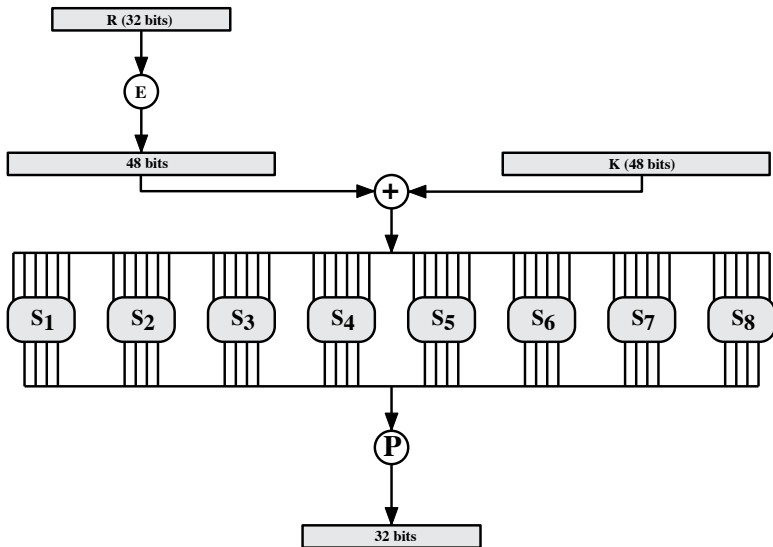 R (32 bits)
E
48 bits
K (48 bits)
+
S1 S2 S3 S4 S5 S6 S7 S8
P
32 bits